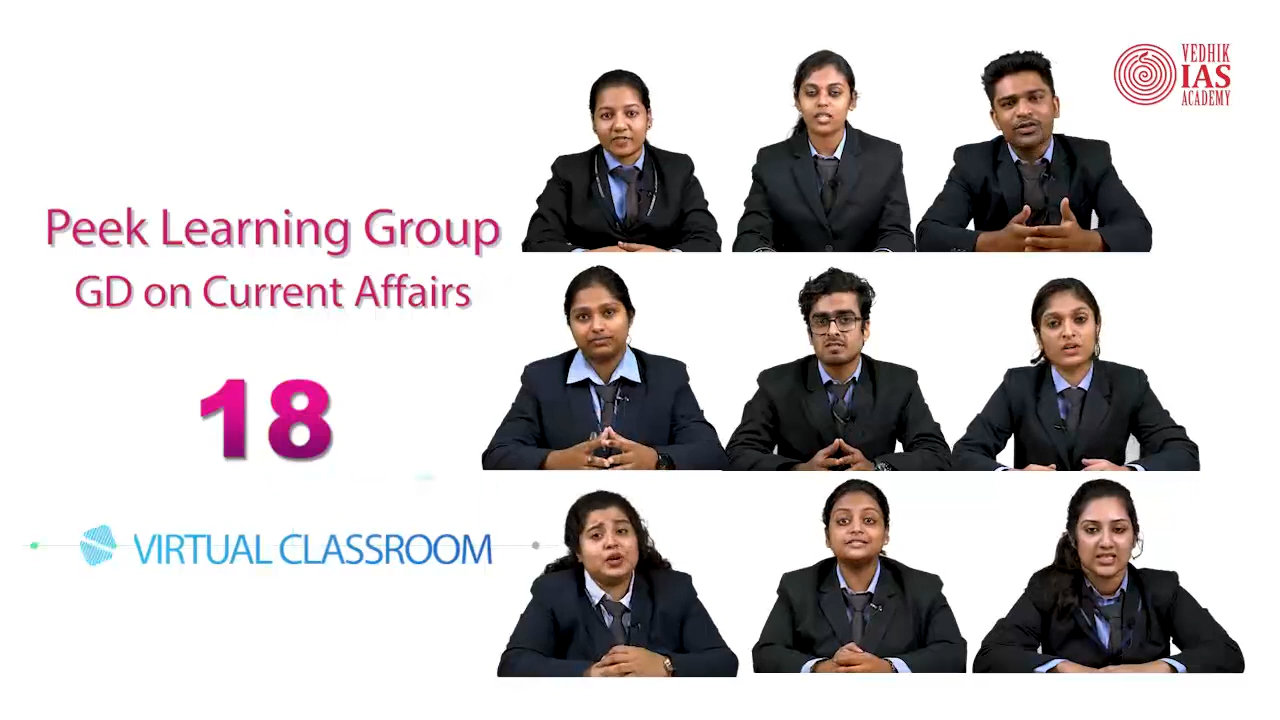 VEDHIK
IAS
ACADEMY
Peek Learning Group
GD on Current Affairs
18
VIRTUAL CLASSROOM